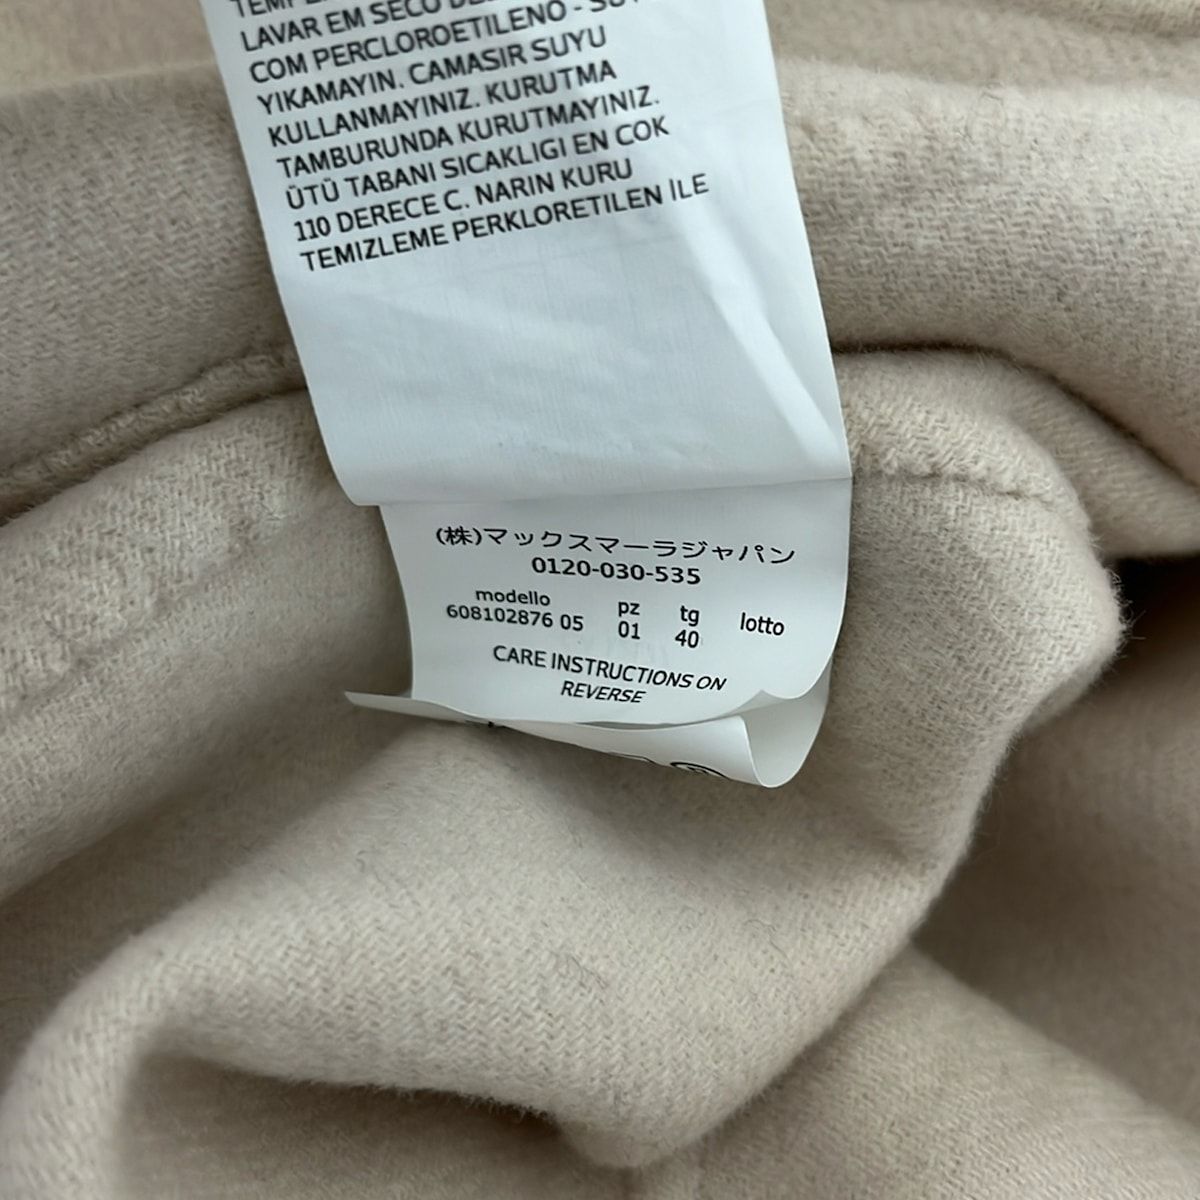 LAVAR EM SECO
COM PERCLOROETILENO -
YIKAMAYIN. CAMASIR SUYU
KULLANMAYINIZ. KURUTMA
TAMBURUNDA KURUTMAYINIZ.
ÜTÜ TABANI SICAKLIGI EN COK
110 DERECE C. NARIN KURU
TEMIZLEME PERKLORETILEN ILE
(株)マックスマーラジャパン
0120-030-535
modello pz tg lotto
608102876 05 01 40
CARE INSTRUCTIONS ON
REVERSE